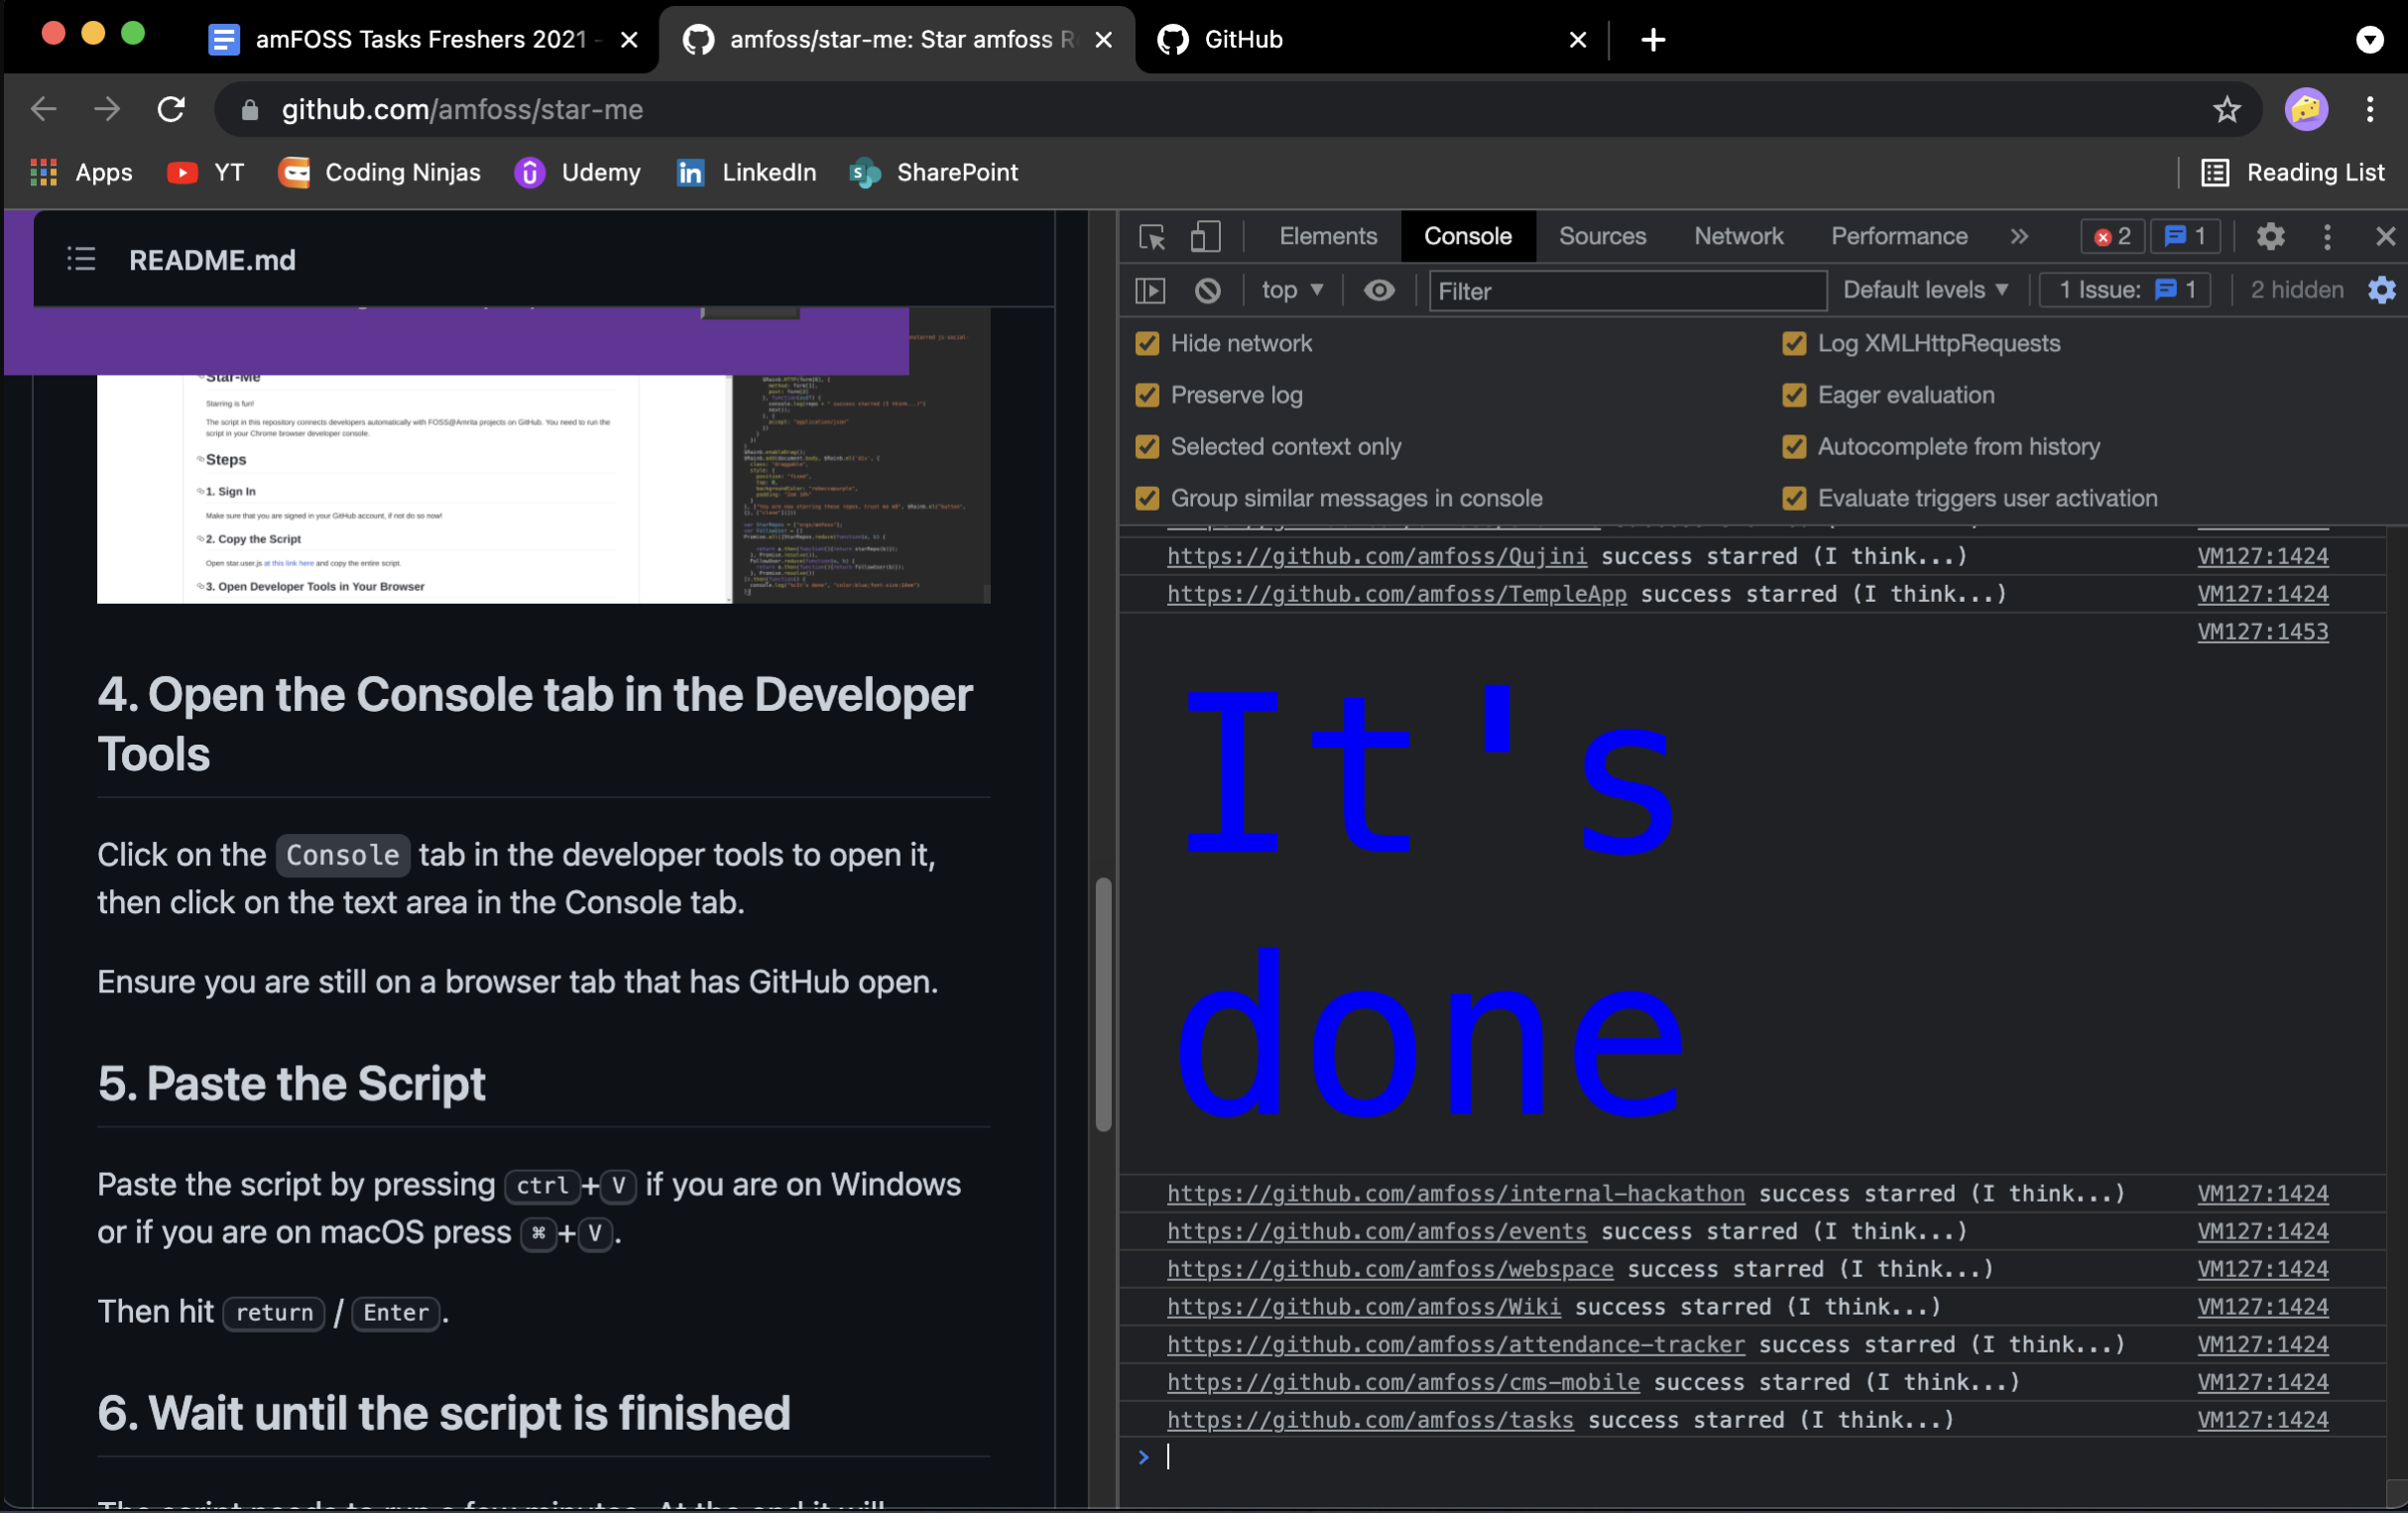 amFOSS Tasks Freshers 2021 -
amfoss/star-me: Star amfoss R
GitHub
github.com/amfoss/star-me
Apps
YT
Coding Ninjas
Udemy
LinkedIn
SharePoint
Reading List
README.md
Star-Me
Starring is fun!
The script in this repository connects developers automatically with FOSS@Amrita projects on GitHub. You need to run the
script in your Chrome browser developer console.
Steps
1. Sign In
Make sure that you are signed in your GitHub account, if not do so now!
2. Copy the Script
Open star.user.js at this link here and copy the entire script.
3. Open Developer Tools in Your Browser
4. Open the Console tab in the Developer
Tools
Click on the Console tab in the developer tools to open it,
then click on the text area in the Console tab.
Ensure you are still on a browser tab that has GitHub open.
5. Paste the Script
Paste the script by pressing ctrl+V if you are on Windows
or if you are on macOS press ⌘+V.
Then hit return / Enter.
6. Wait until the script is finished
The script needs to run a few minutes. At the end it will
Elements
Console
Sources
Network
Performance
2
1
top
Filter
Default levels
1 Issue: 1
2 hidden
Hide network
Log XMLHttpRequests
Preserve log
Eager evaluation
Selected context only
Autocomplete from history
Group similar messages in console
Evaluate triggers user activation
https://github.com/amfoss/Qujini success starred (I think...) VM127:1424
https://github.com/amfoss/TempleApp success starred (I think...) VM127:1424
VM127:1453
It's
done
https://github.com/amfoss/internal-hackathon success starred (I think...) VM127:1424
https://github.com/amfoss/events success starred (I think...) VM127:1424
https://github.com/amfoss/webspace success starred (I think...) VM127:1424
https://github.com/amfoss/Wiki success starred (I think...) VM127:1424
https://github.com/amfoss/attendance-tracker success starred (I think...) VM127:1424
https://github.com/amfoss/cms-mobile success starred (I think...) VM127:1424
https://github.com/amfoss/tasks success starred (I think...) VM127:1424